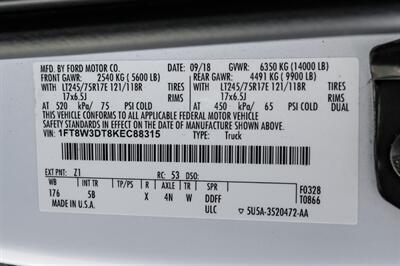 MFD. BY FORD MOTOR CO. 09/18 GVWR: 6350 KG (14000 LB)
FRONT GAWR: 2540 KG (5600 LB) REAR GAWR: 4491 KG (9900 LB)
WITH LT245/75R17E 121/118R TIRES WITH LT245/75R17E 121/118R TIRES
17x6.5J RIMS 17x6.5J RIMS
AT 520 kPa/ 75 PSI COLD AT 450 kPa/ 65 PSI COLD
THIS VEHICLE CONFORMS TO ALL APPLICABLE FEDERAL MOTOR VEHICLE
SAFETY STANDARDS IN EFFECT ON THE DATE OF MANUFACTURE SHOWN ABOVE.
VIN: 1FT8W3DT8KEC88315 TYPE: Truck
EXT PNT: Z1 RC: 53 DSO: F0328
WB INT TR TP/PS R AXLE TR SPR T0866
176 5B X 4N W DDFF
MADE IN U.S.A. ULC 5U5A-3520472-AA